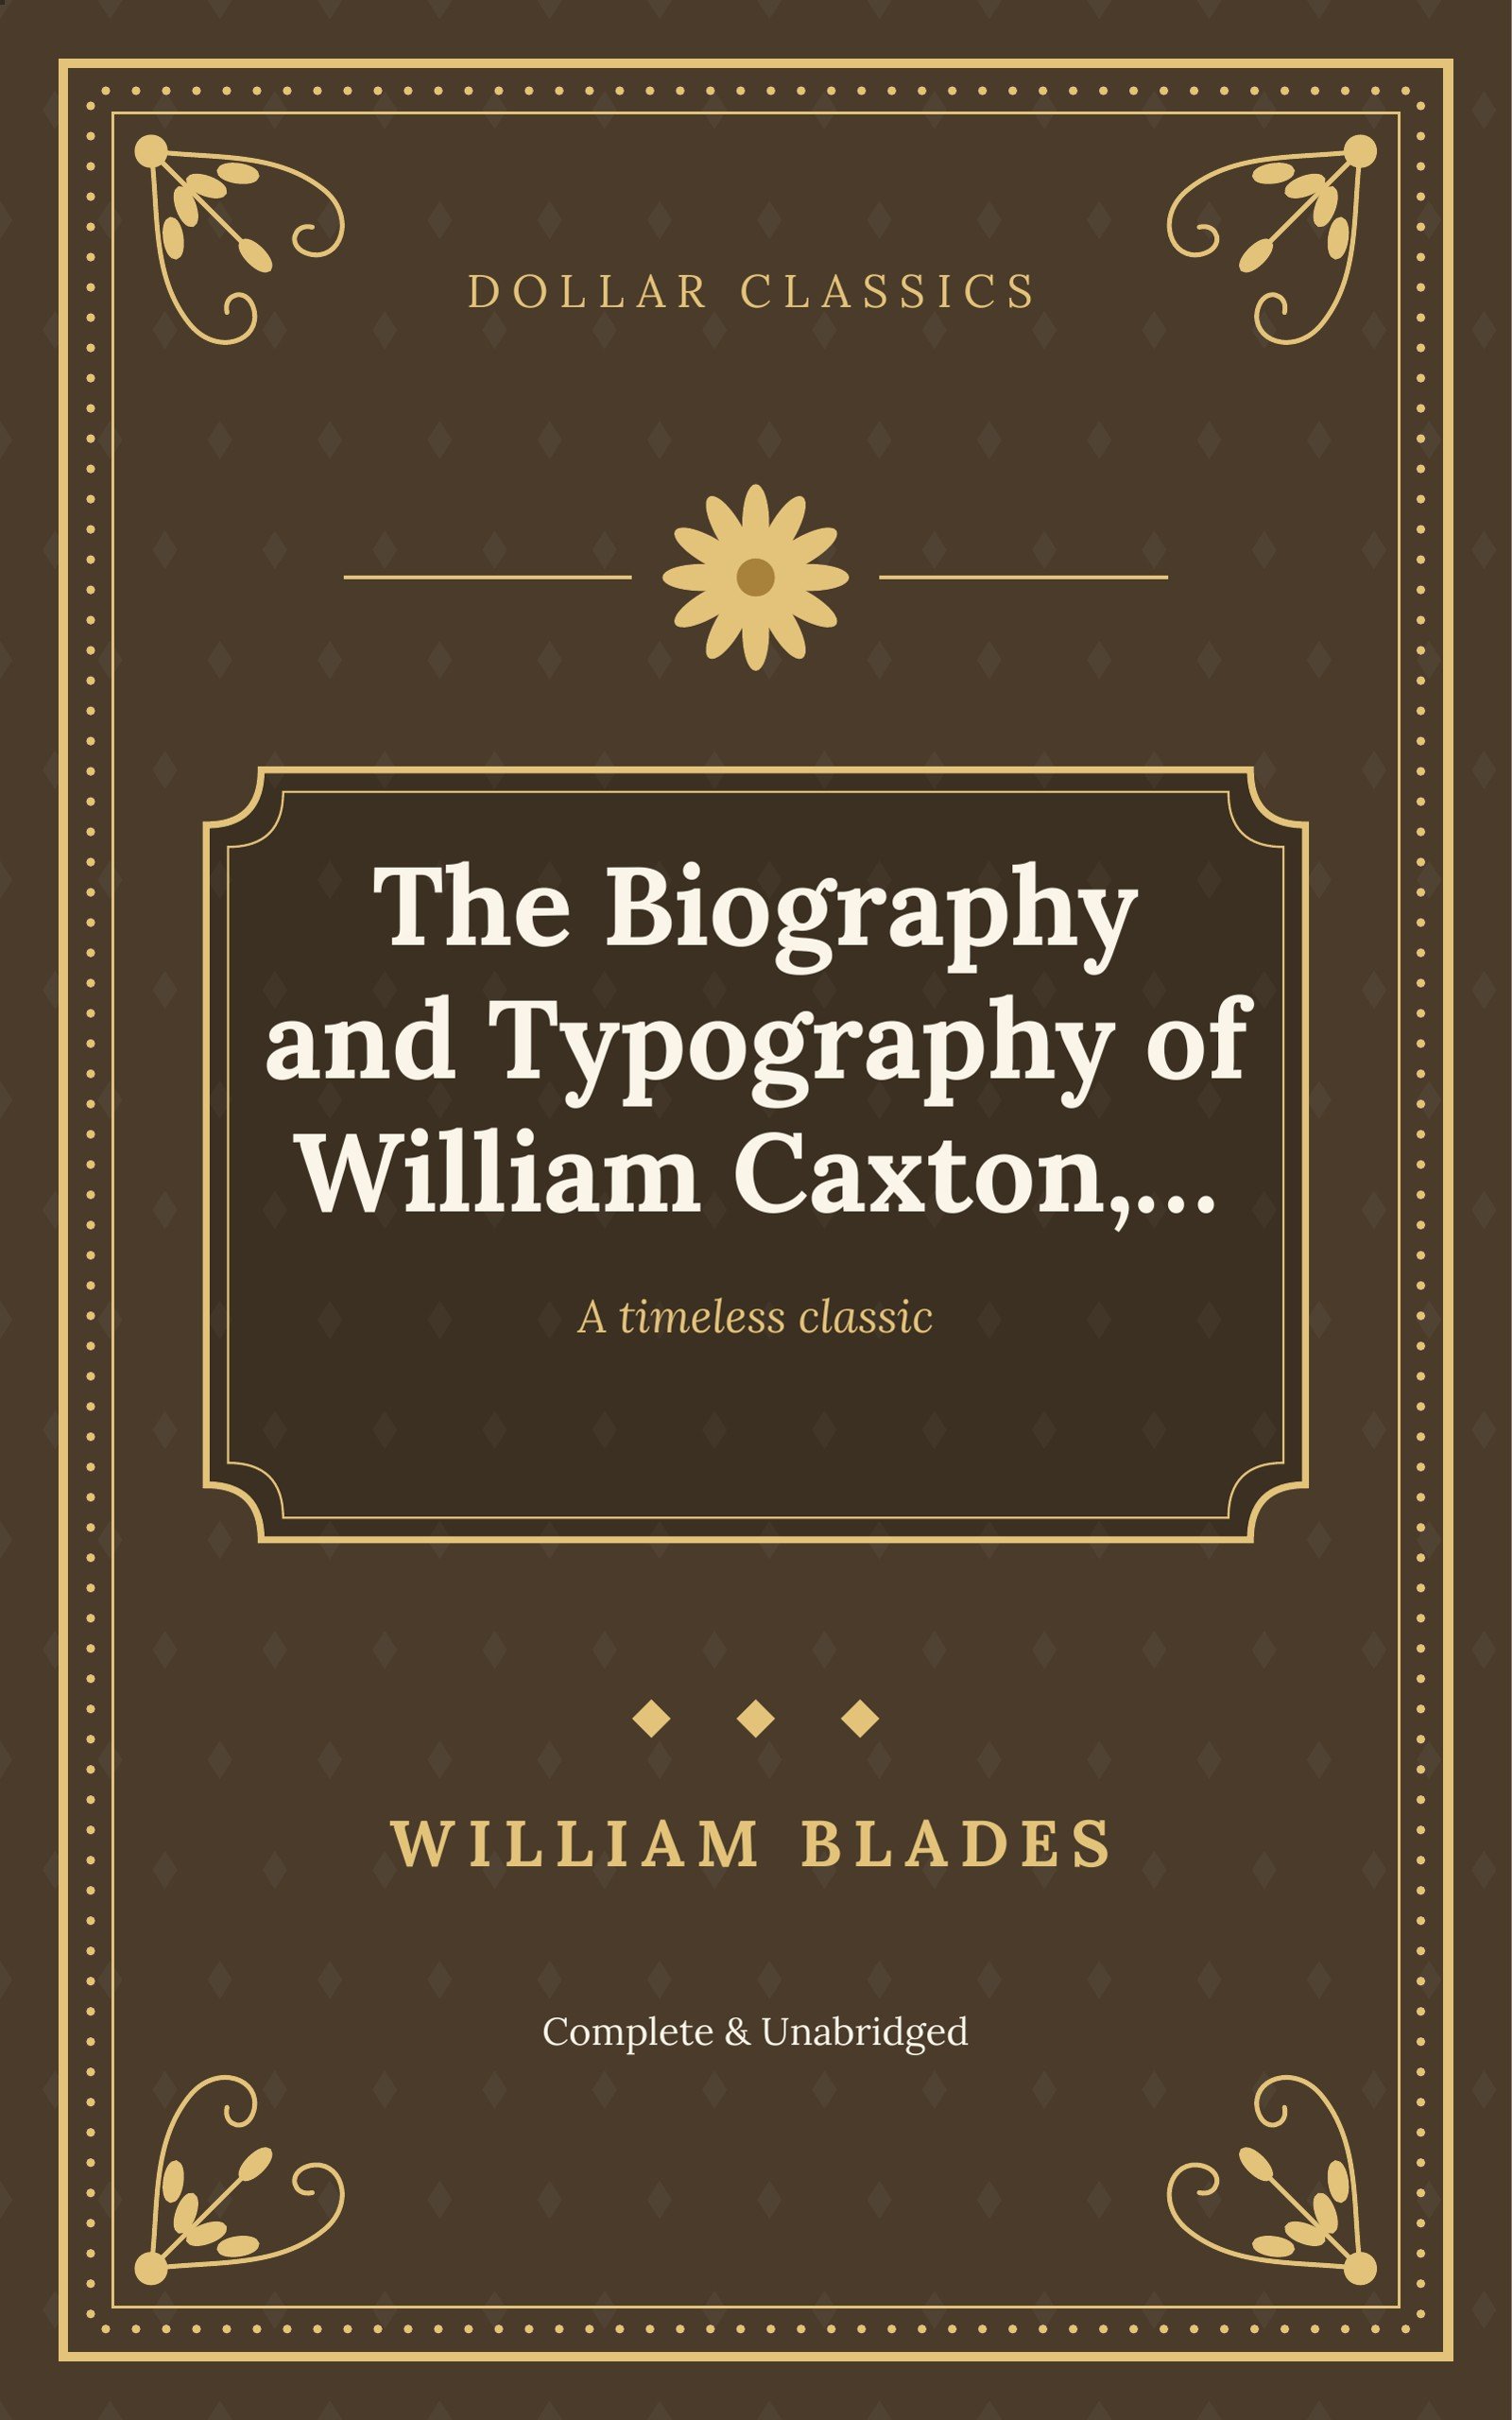 DOLLAR CLASSICS
The Biography
and Typography of
William Caxton,...
A timeless classic
WILLIAM BLADES
Complete & Unabridged